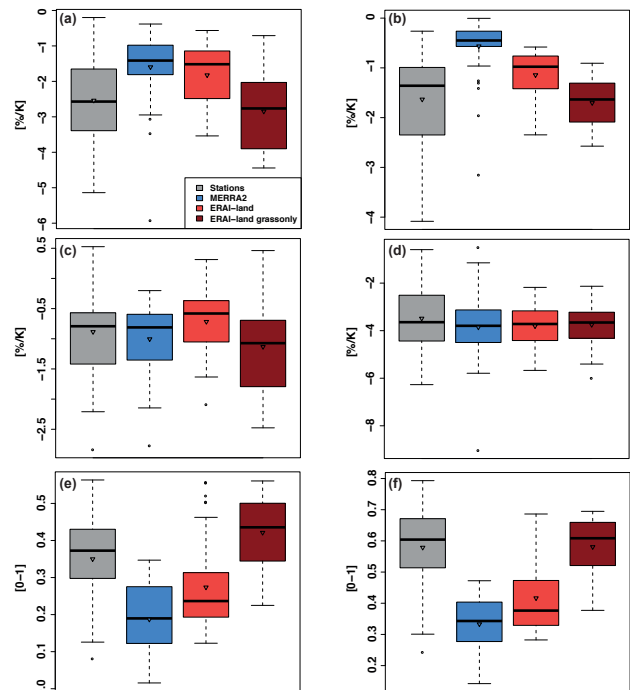 (a)
−1
−2
−3
−4
−5
−6
[%/K]
Stations
MERRA2
ERAI−land
ERAI−land grassonly
(b)
0
−1
−2
−3
−4
[%/K]
(c)
0.5
−0.5
−1.5
−2.5
[%/K]
(d)
−2
−4
−6
−8
[%/K]
(e)
0.5
0.4
0.3
0.2
0.1
.0
[0−1]
(f)
0.8
0.7
0.6
0.5
0.4
0.3
0.2
[0−1]